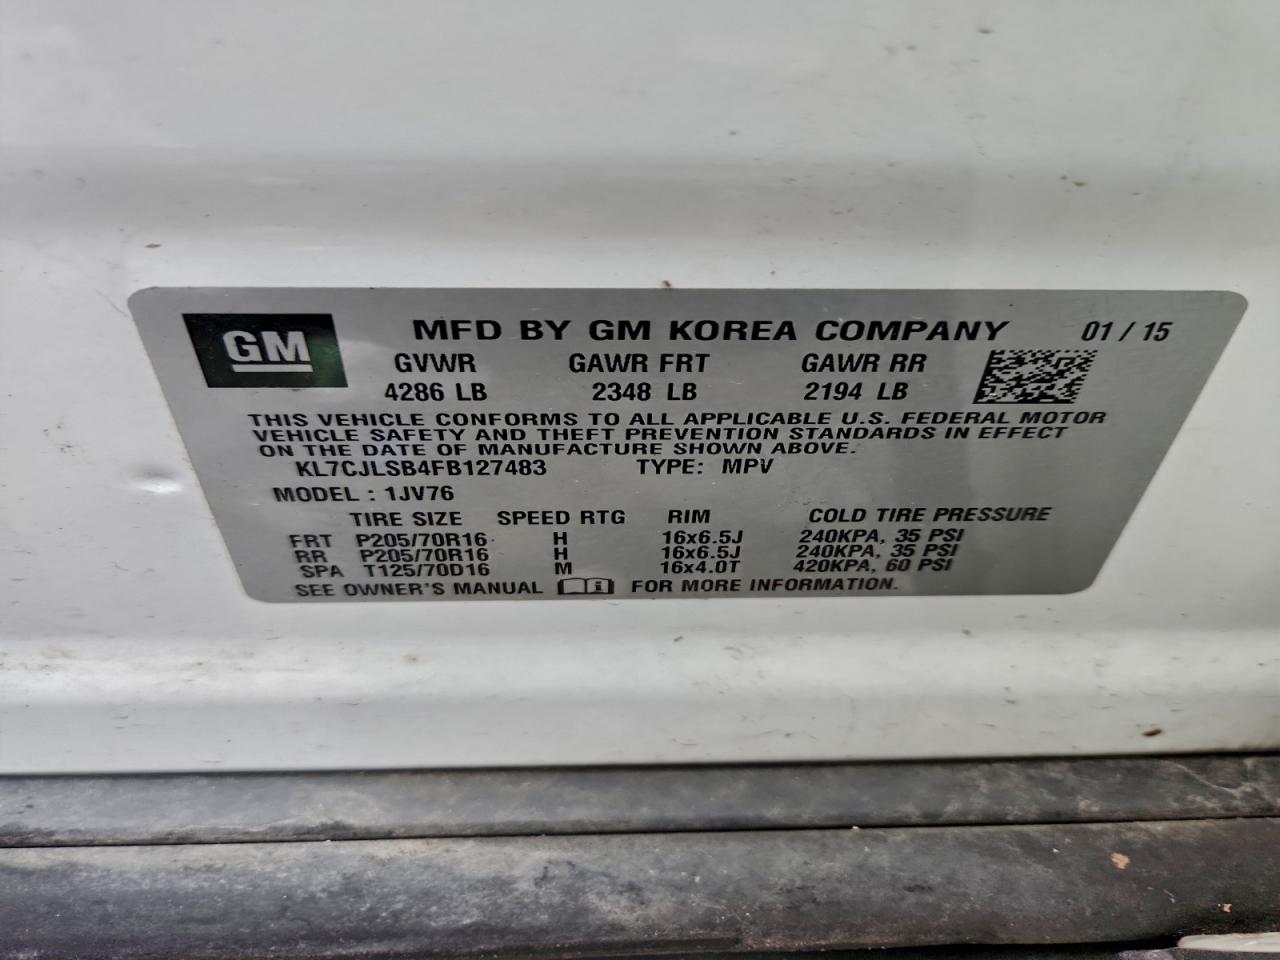 GM
MFD BY GM KOREA COMPANY 01 / 15
GVWR GAWR FRT GAWR RR
4286 LB 2348 LB 2194 LB
THIS VEHICLE CONFORMS TO ALL APPLICABLE U.S. FEDERAL MOTOR
VEHICLE SAFETY AND THEFT PREVENTION STANDARDS IN EFFECT
ON THE DATE OF MANUFACTURE SHOWN ABOVE.
KL7CJLSB4FB127483 TYPE: MPV
MODEL : 1JV76
TIRE SIZE SPEED RTG RIM COLD TIRE PRESSURE
FRT P205/70R16 H 16x6.5J 240KPA, 35 PSI
RR P205/70R16 H 16x6.5J 240KPA, 35 PSI
SPA T125/70D16 M 16x4.0T 420KPA, 60 PSI
SEE OWNER'S MANUAL i FOR MORE INFORMATION.